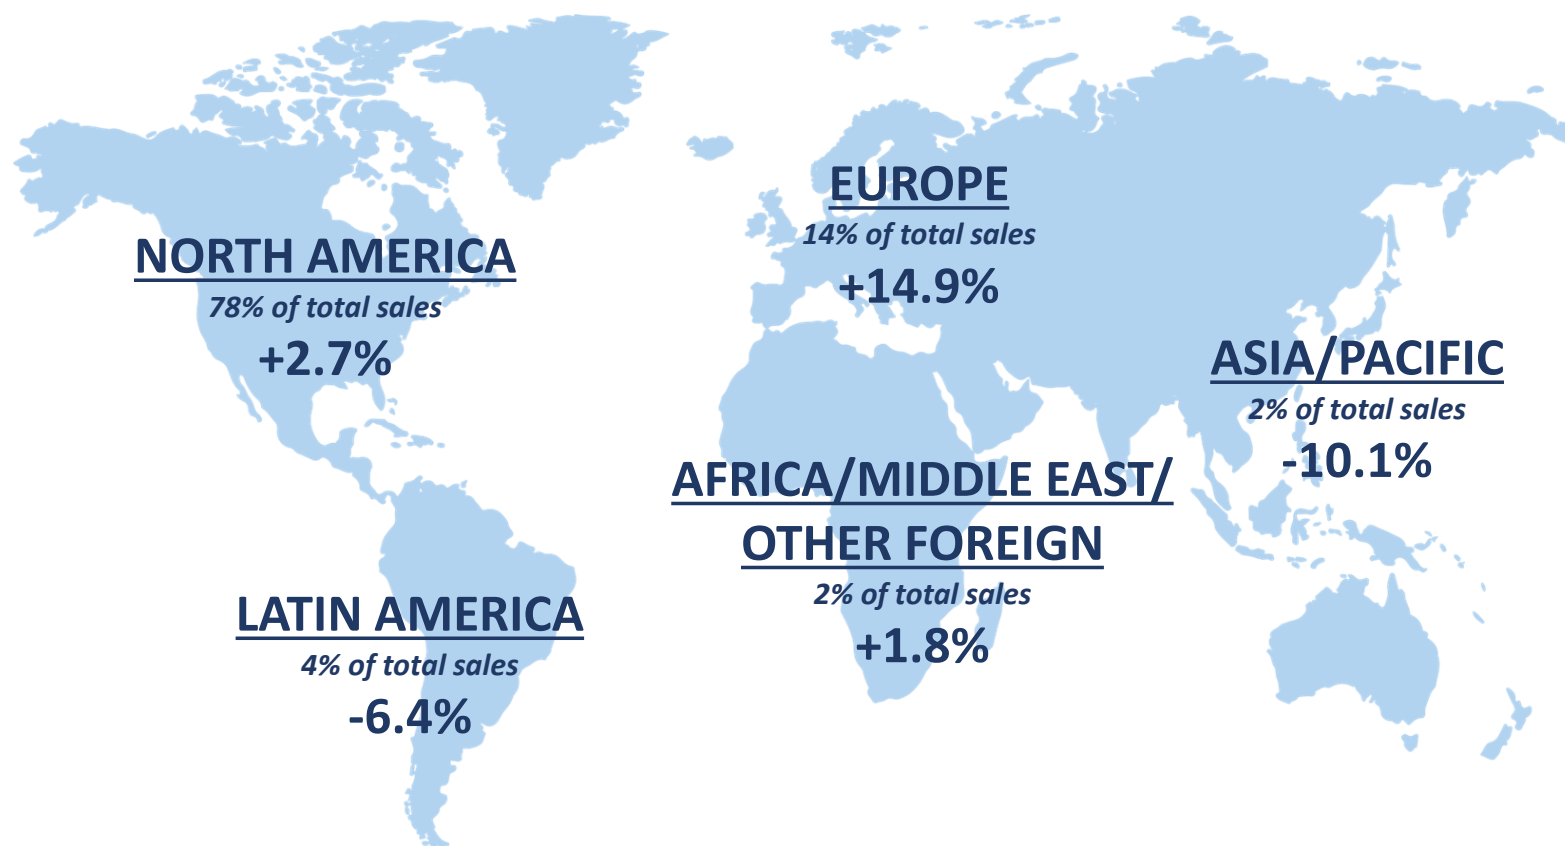 NORTH AMERICA
78% of total sales
+2.7%
EUROPE
14% of total sales
+14.9%
ASIA/PACIFIC
2% of total sales
-10.1%
AFRICA/MIDDLE EAST/
OTHER FOREIGN
2% of total sales
+1.8%
LATIN AMERICA
4% of total sales
-6.4%